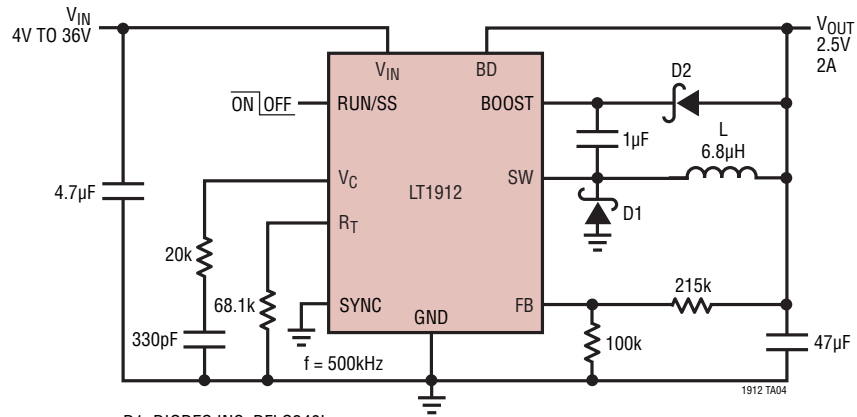 VIN
4V TO 36V
VOUT
2.5V
2A
VIN
BD
D2
ON OFF
RUN/SS
BOOST
L
6.8µH
1µF
4.7µF
VC
LT1912
SW
D1
RT
20k
215k
68.1k
SYNC
FB
GND
330pF
f = 500kHz
100k
47µF
1912 TA04